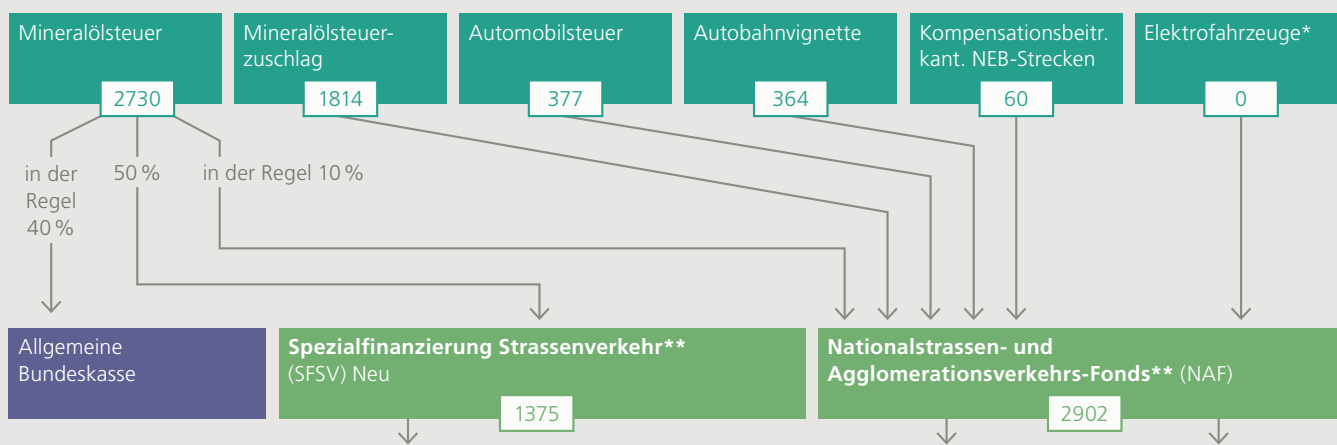 Mineralölsteuer
2730
Mineralölsteuer-
zuschlag
1814
Automobilsteuer
377
Autobahnvignette
364
Kompensationsbeitr.
kant. NEB-Strecken
60
Elektrofahrzeuge*
0
in der
Regel
40 %
50 %
in der Regel 10 %
Allgemeine
Bundeskasse
Spezialfinanzierung Strassenverkehr**
(SFSV) Neu
1375
Nationalstrassen- und
Agglomerationsverkehrs-Fonds** (NAF)
2902